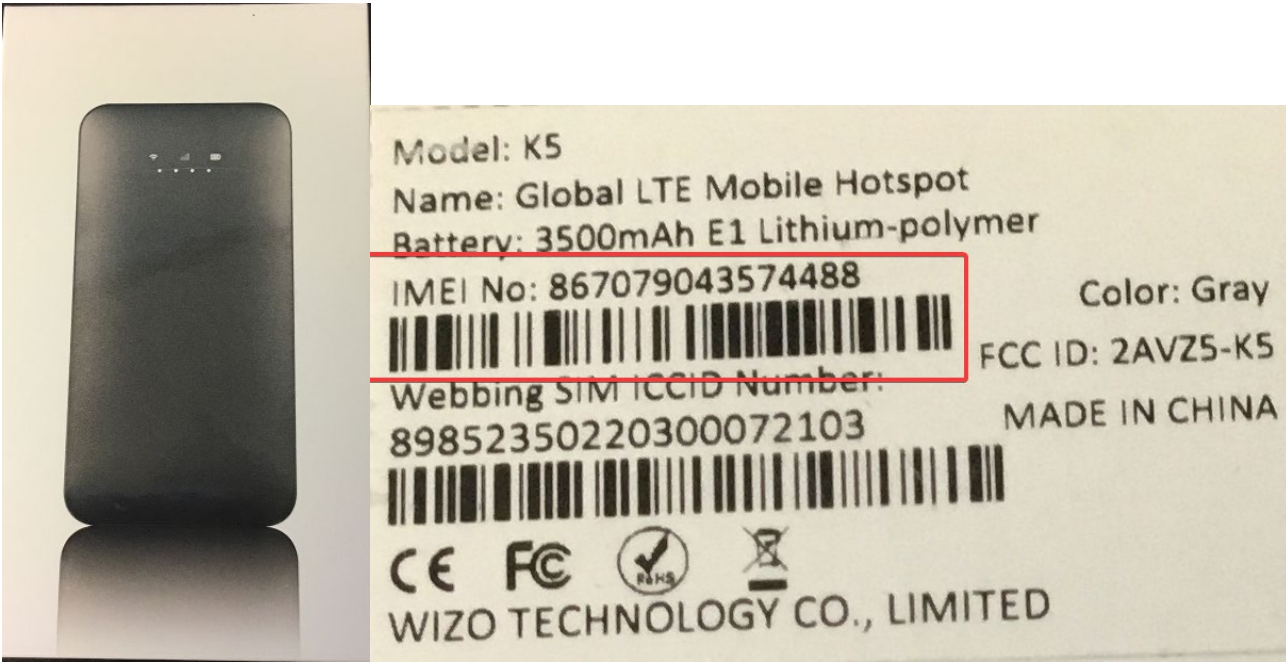 Model: K5
Name: Global LTE Mobile Hotspot
Battery: 3500mAh E1 Lithium-polymer
IMEI No: 867079043574488
Color: Gray
FCC ID: 2AVZ5-K5
Webbing SIM ICCID Number:
89852350220300072103
MADE IN CHINA
CE FC RoHS
WIZO TECHNOLOGY CO., LIMITED